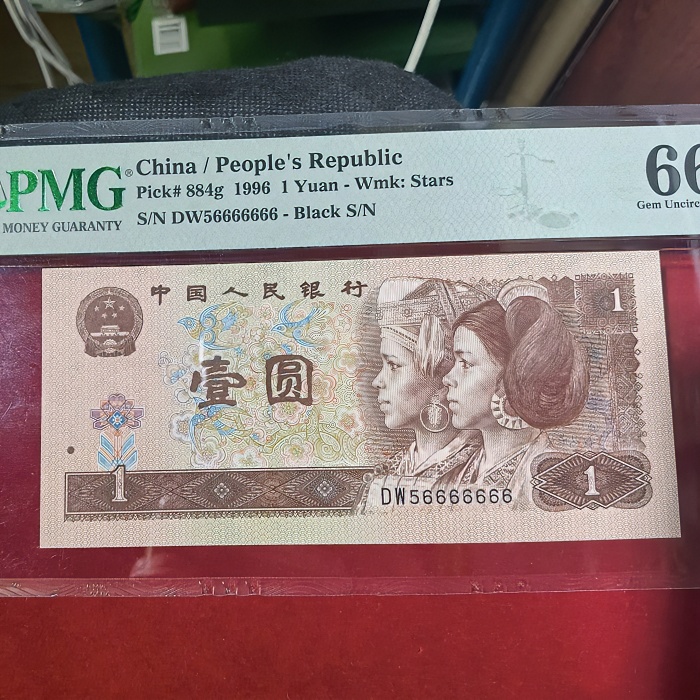 PMG®
MONEY GUARANTY
China / People's Republic
Pick# 884g 1996 1 Yuan - Wmk: Stars
S/N DW56666666 - Black S/N
66
Gem Uncirc
中国人民银行
1
壹圆
1
DW56666666
1